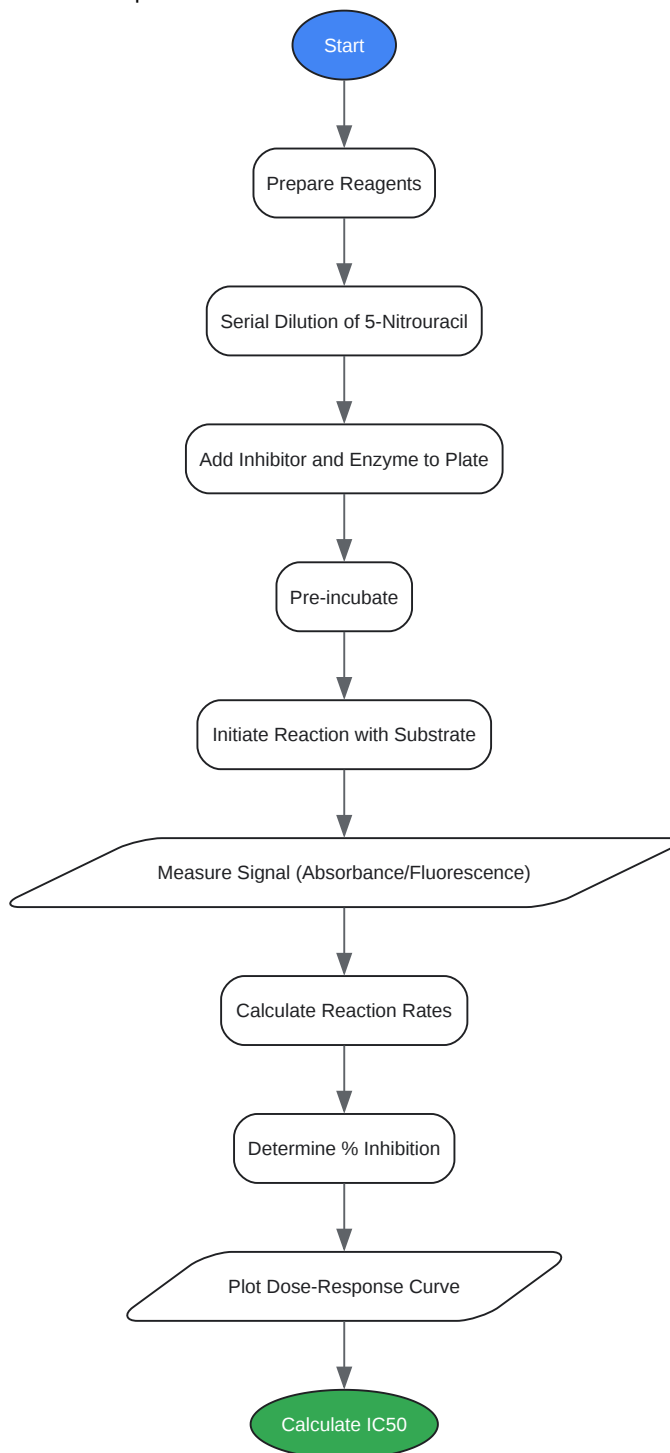 Start
Prepare Reagents
Serial Dilution of 5-Nitrouracil
Add Inhibitor and Enzyme to Plate
Pre-incubate
Initiate Reaction with Substrate
Measure Signal (Absorbance/Fluorescence)
Calculate Reaction Rates
Determine % Inhibition
Plot Dose-Response Curve
Calculate IC50